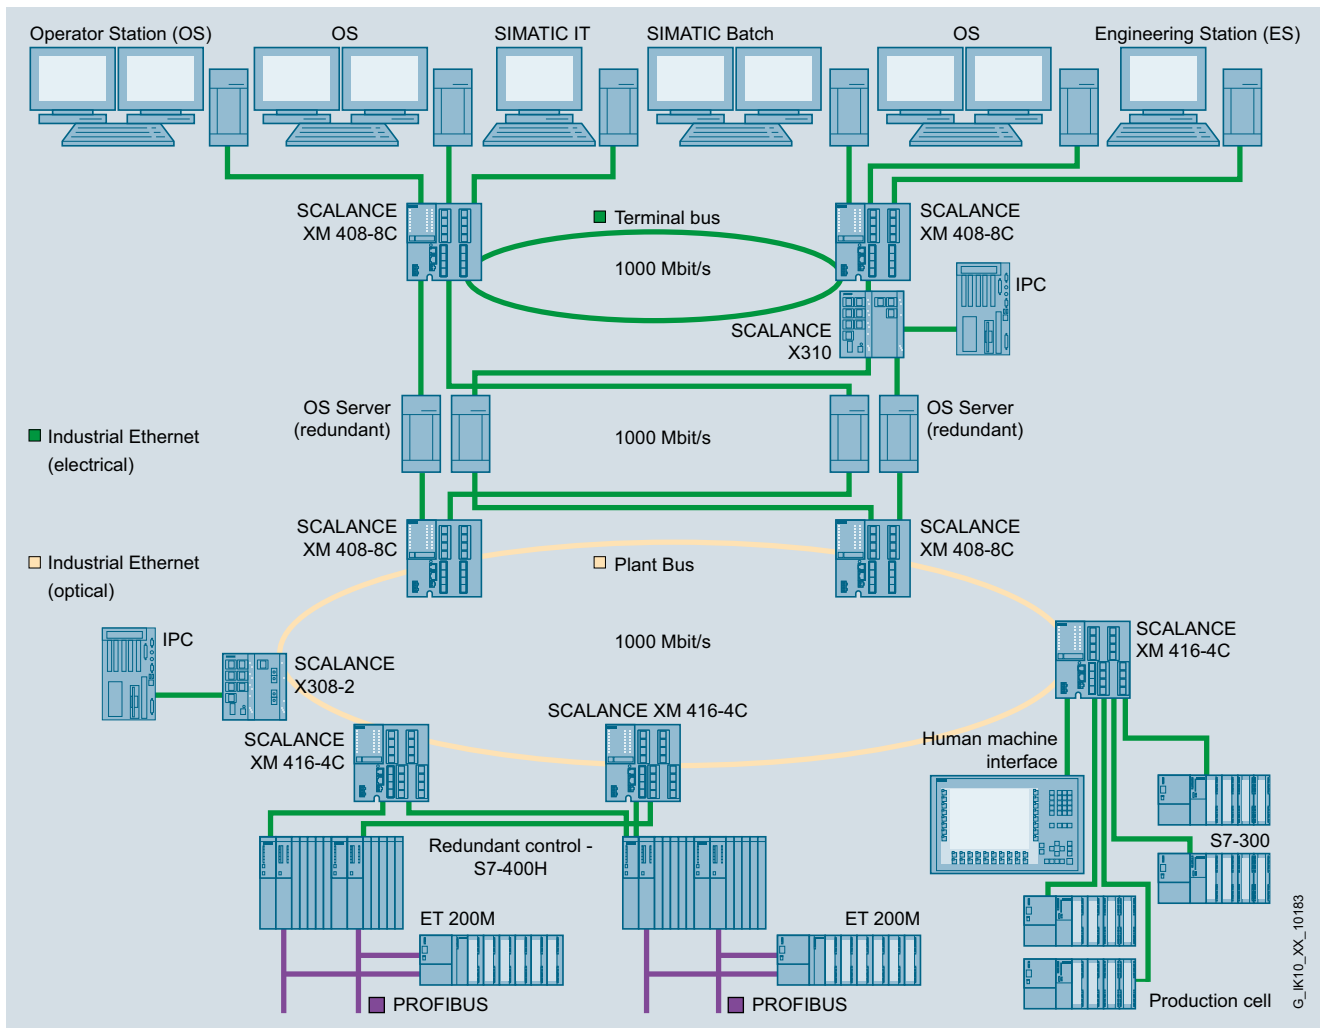 Operator Station (OS)
OS
SIMATIC IT
SIMATIC Batch
OS
Engineering Station (ES)
SCALANCE
XM 408-8C
Terminal bus
SCALANCE
XM 408-8C
1000 Mbit/s
IPC
SCALANCE
X310
OS Server
(redundant)
OS Server
(redundant)
Industrial Ethernet
(electrical)
1000 Mbit/s
SCALANCE
XM 408-8C
SCALANCE
XM 408-8C
Industrial Ethernet
(optical)
Plant Bus
IPC
1000 Mbit/s
SCALANCE
XM 416-4C
SCALANCE
X308-2
SCALANCE XM 416-4C
SCALANCE
XM 416-4C
Human machine
interface
Redundant control -
S7-400H
S7-300
ET 200M
ET 200M
PROFIBUS
PROFIBUS
Production cell
G_IK10_XX_10183